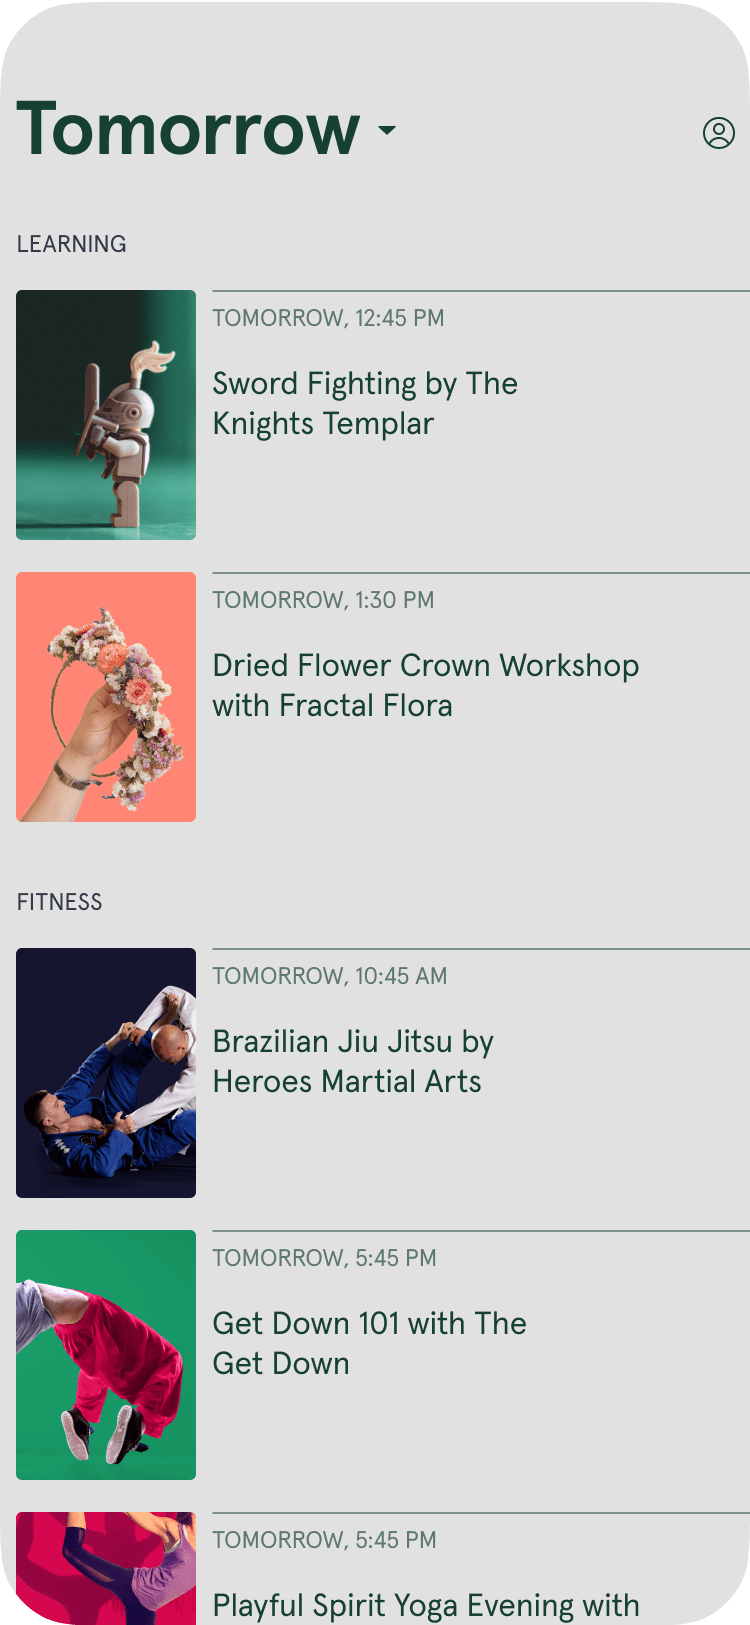 Tomorrow
LEARNING
TOMORROW, 12:45 PM
Sword Fighting by The
Knights Templar
TOMORROW, 1:30 PM
Dried Flower Crown Workshop
with Fractal Flora
FITNESS
TOMORROW, 10:45 AM
Brazilian Jiu Jitsu by
Heroes Martial Arts
TOMORROW, 5:45 PM
Get Down 101 with The
Get Down
TOMORROW, 5:45 PM
Playful Spirit Yoga Evening with